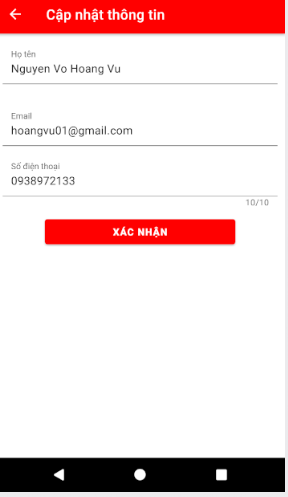 Cập nhật thông tin
Họ tên
Nguyen Vo Hoang Vu
Email
hoangvu01@gmail.com
Số điện thoại
0938972133
10/10
XÁC NHẬN